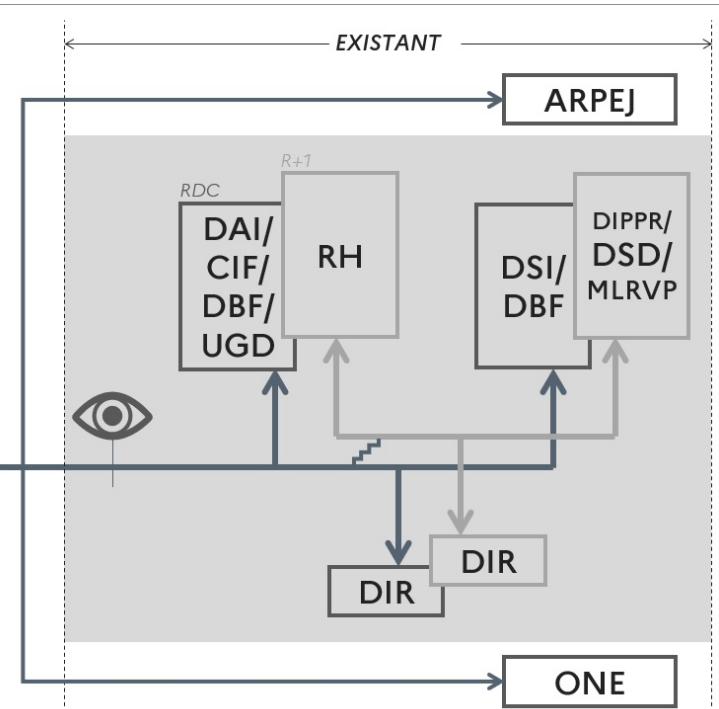 EXISTANT
ARPEJ
R+1
RDC
DAI/
CIF/
DBF/
UGD
RH
DSI/
DBF
DIPPR/
DSD/
MLRVP
DIR
DIR
ONE